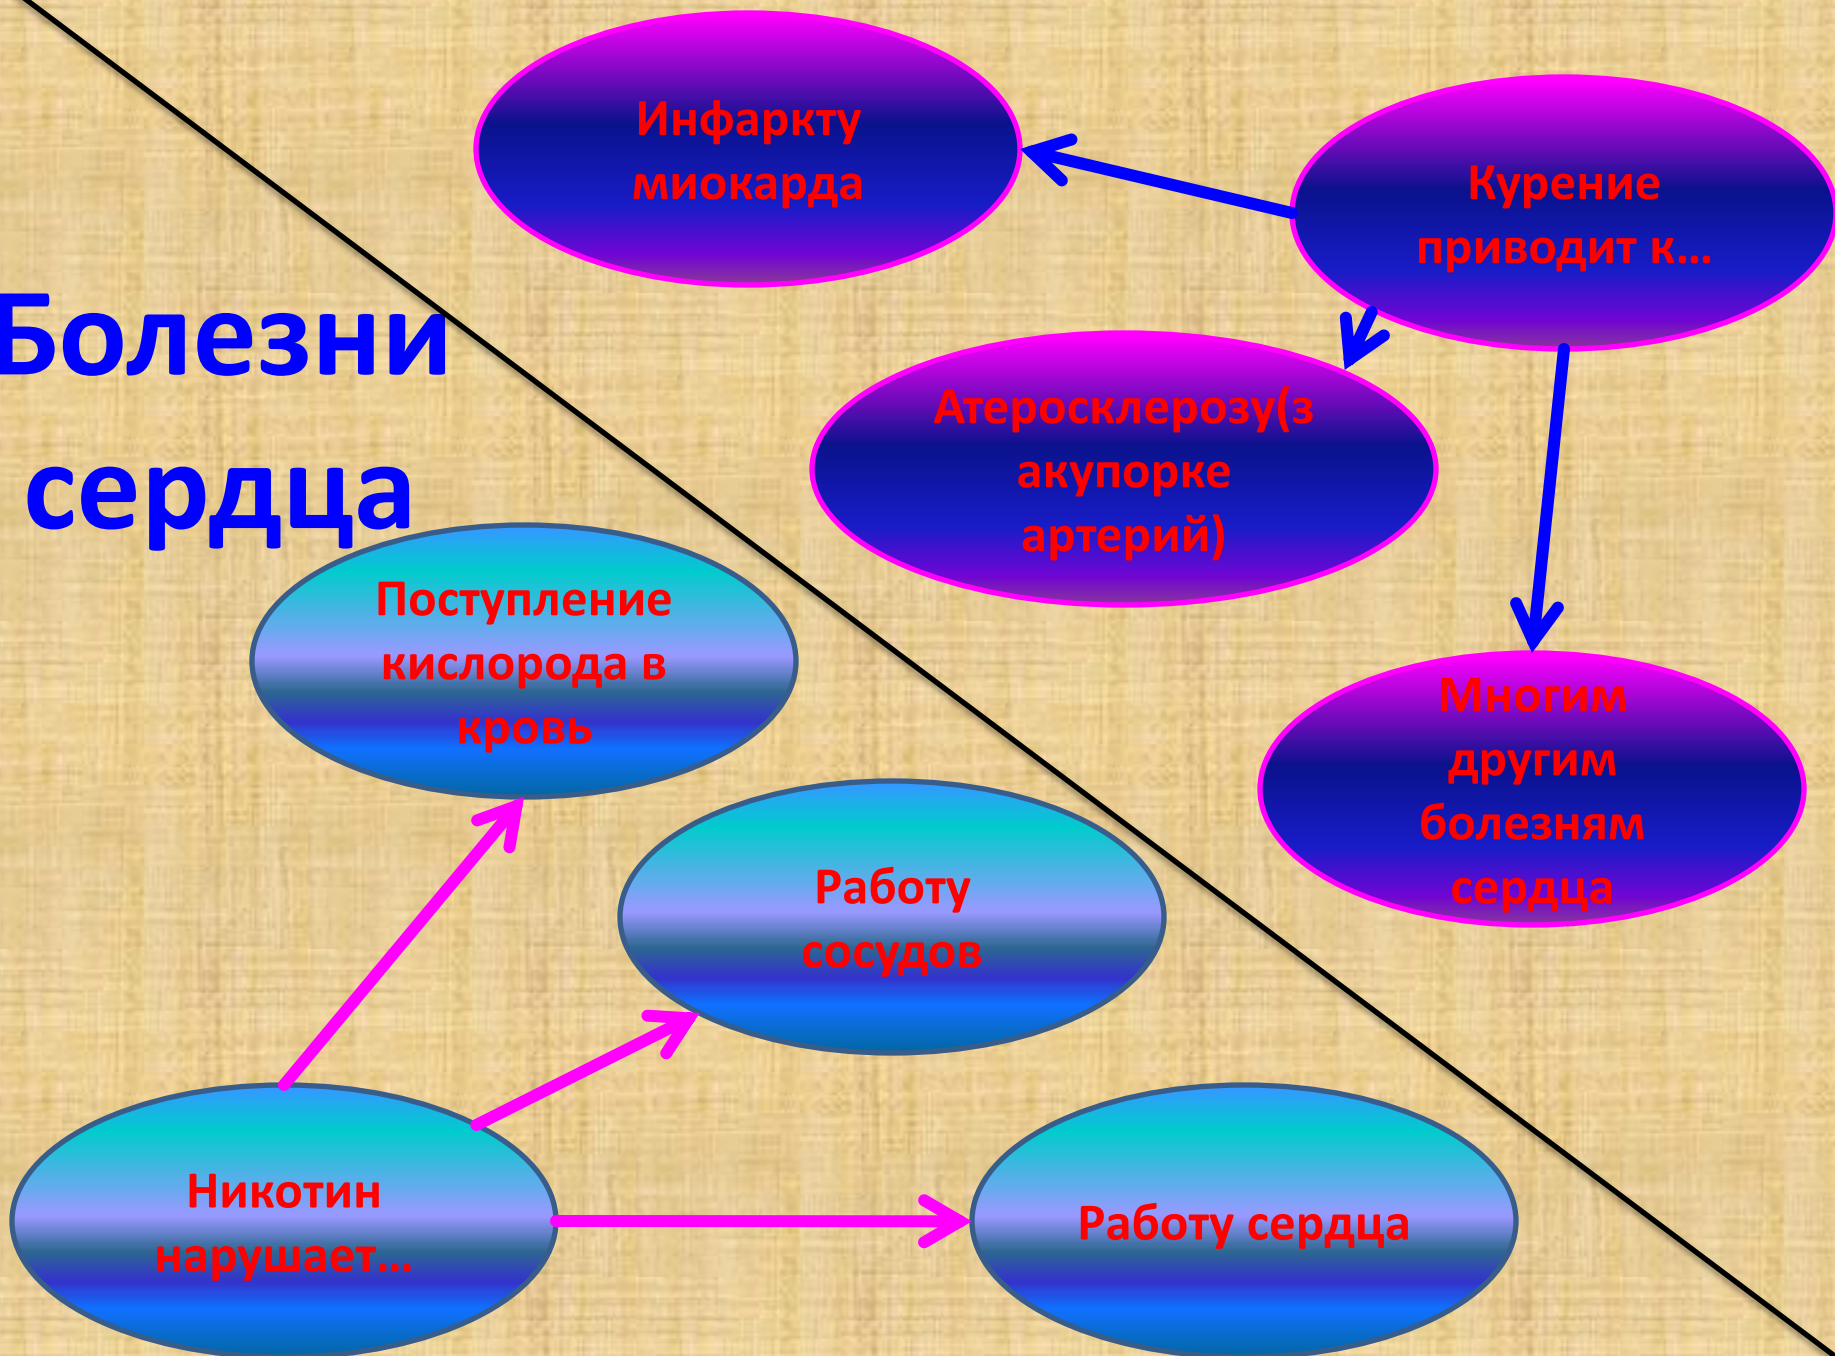 Болезни
сердца
Инфаркту
миокарда
Курение
приводит к...
Атеросклерозу(з
акупорке
артерий)
Многим
другим
болезням
сердца
Поступление
кислорода в
кровь
Работу
сосудов
Никотин
нарушает...
Работу сердца